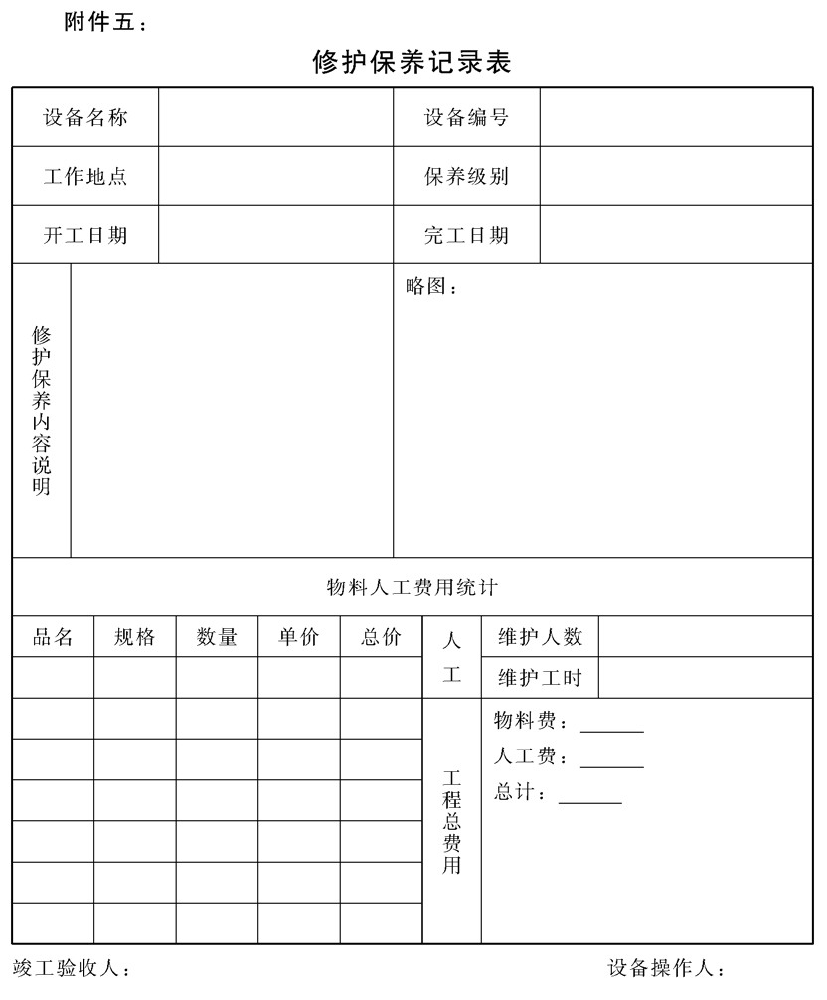 附件五：
修护保养记录表
设备名称 设备编号
工作地点 保养级别
开工日期 完工日期
修护保养内容说明
略图：
物料人工费用统计
品名 规格 数量 单价 总价 人工 维护人数
维护工时
工程总费用
物料费：______
人工费：______
总计：______
竣工验收人： 设备操作人：